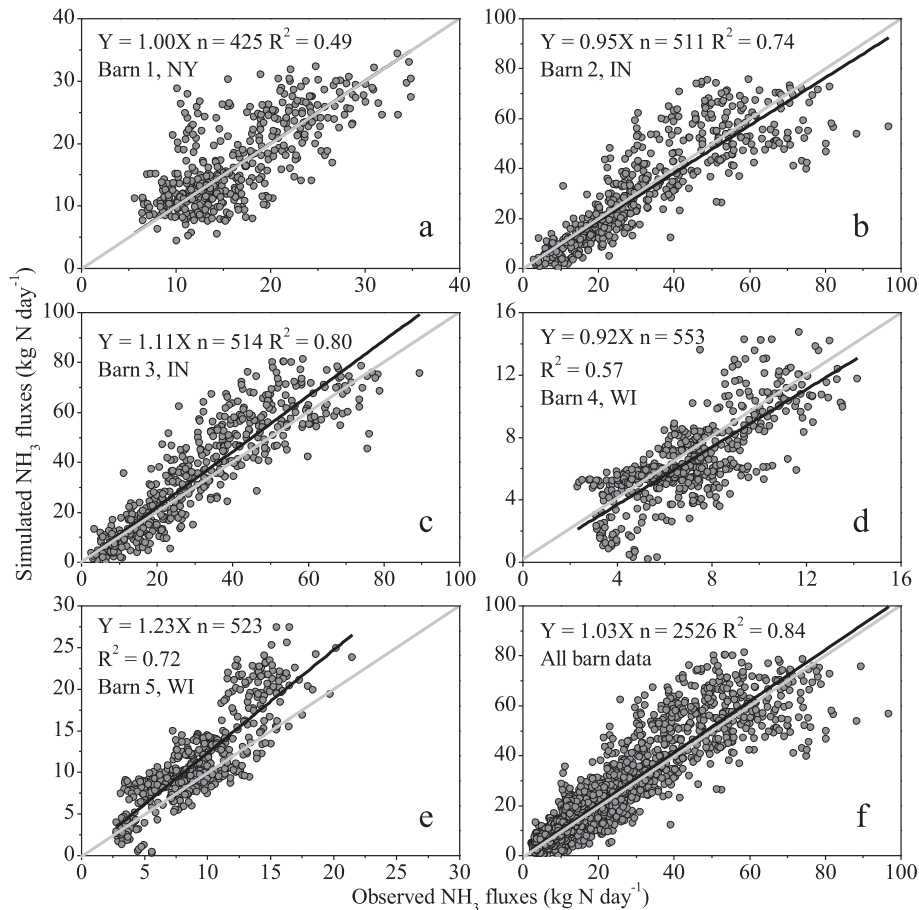 Simulated NH₃ fluxes (kg N day⁻¹)
Y = 1.00X n = 425 R² = 0.49
Barn 1, NY
a
40
30
20
10
0
0 10 20 30 40
Y = 0.95X n = 511 R² = 0.74
Barn 2, IN
b
100
80
60
40
20
0
0 20 40 60 80 100
Y = 1.11X n = 514 R² = 0.80
Barn 3, IN
c
100
80
60
40
20
0
0 20 40 60 80 100
Y = 0.92X n = 553
R² = 0.57
Barn 4, WI
d
16
12
8
4
0
4 8 12 16
Y = 1.23X n = 523
R² = 0.72
Barn 5, WI
e
30
25
20
15
10
5
0
0 5 10 15 20 25 30
Y = 1.03X n = 2526 R² = 0.84
All barn data
f
100
80
60
40
20
0
0 20 40 60 80 100
Observed NH₃ fluxes (kg N day⁻¹)